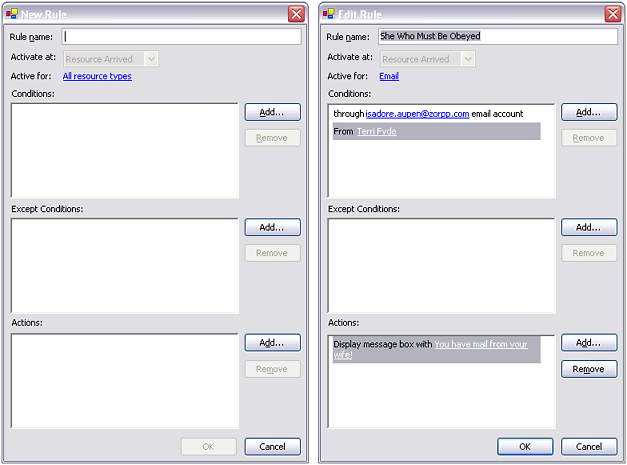 New Rule
Rule name:
Activate at: Resource Arrived
Active for: All resource types
Conditions:
Add...
Remove
Except Conditions:
Add...
Remove
Actions:
Add...
Remove
OK Cancel
Edit Rule
Rule name: She Who Must Be Obeyed
Activate at: Resource Arrived
Active for: Email
Conditions:
through isadore.aupen@zorpp.com email account
From Terri Fyde
Add...
Remove
Except Conditions:
Add...
Remove
Actions:
Display message box with You have mail from your
wife!
Add...
Remove
OK Cancel